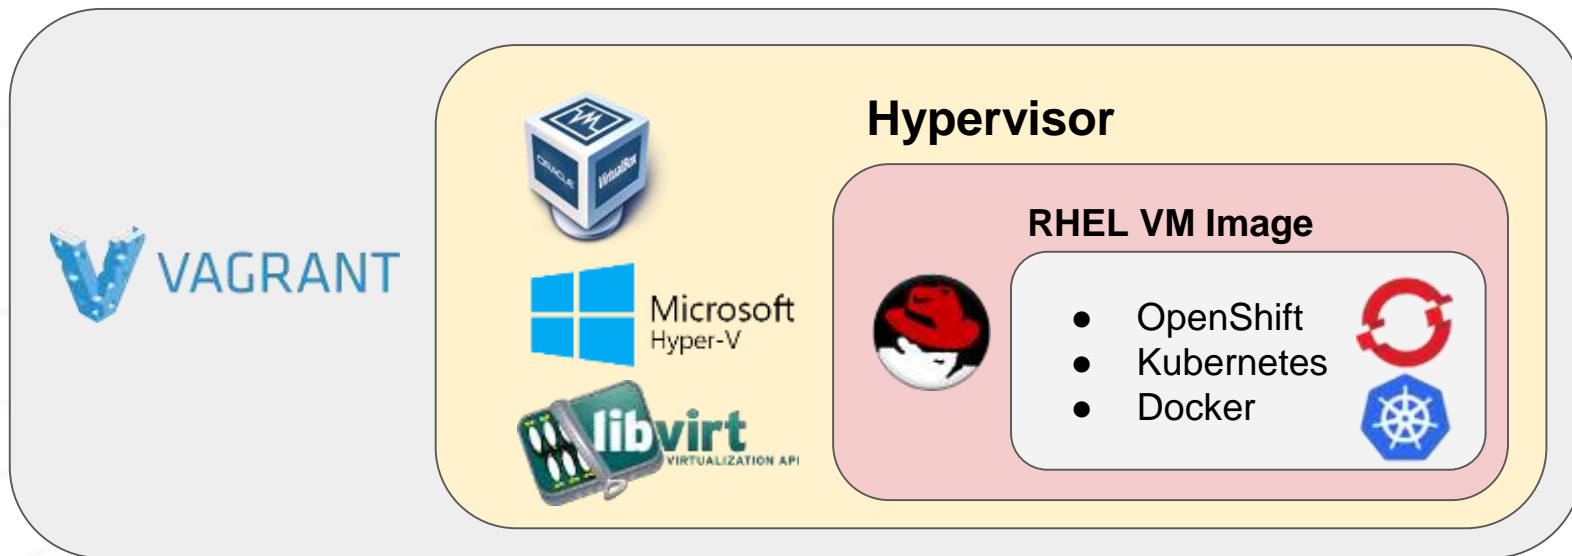 VAGRANT
Hypervisor
ORACLE
VirtualBox
Microsoft
Hyper-V
libvirt
VIRTUALIZATION API
RHEL VM Image
● OpenShift
● Kubernetes
● Docker